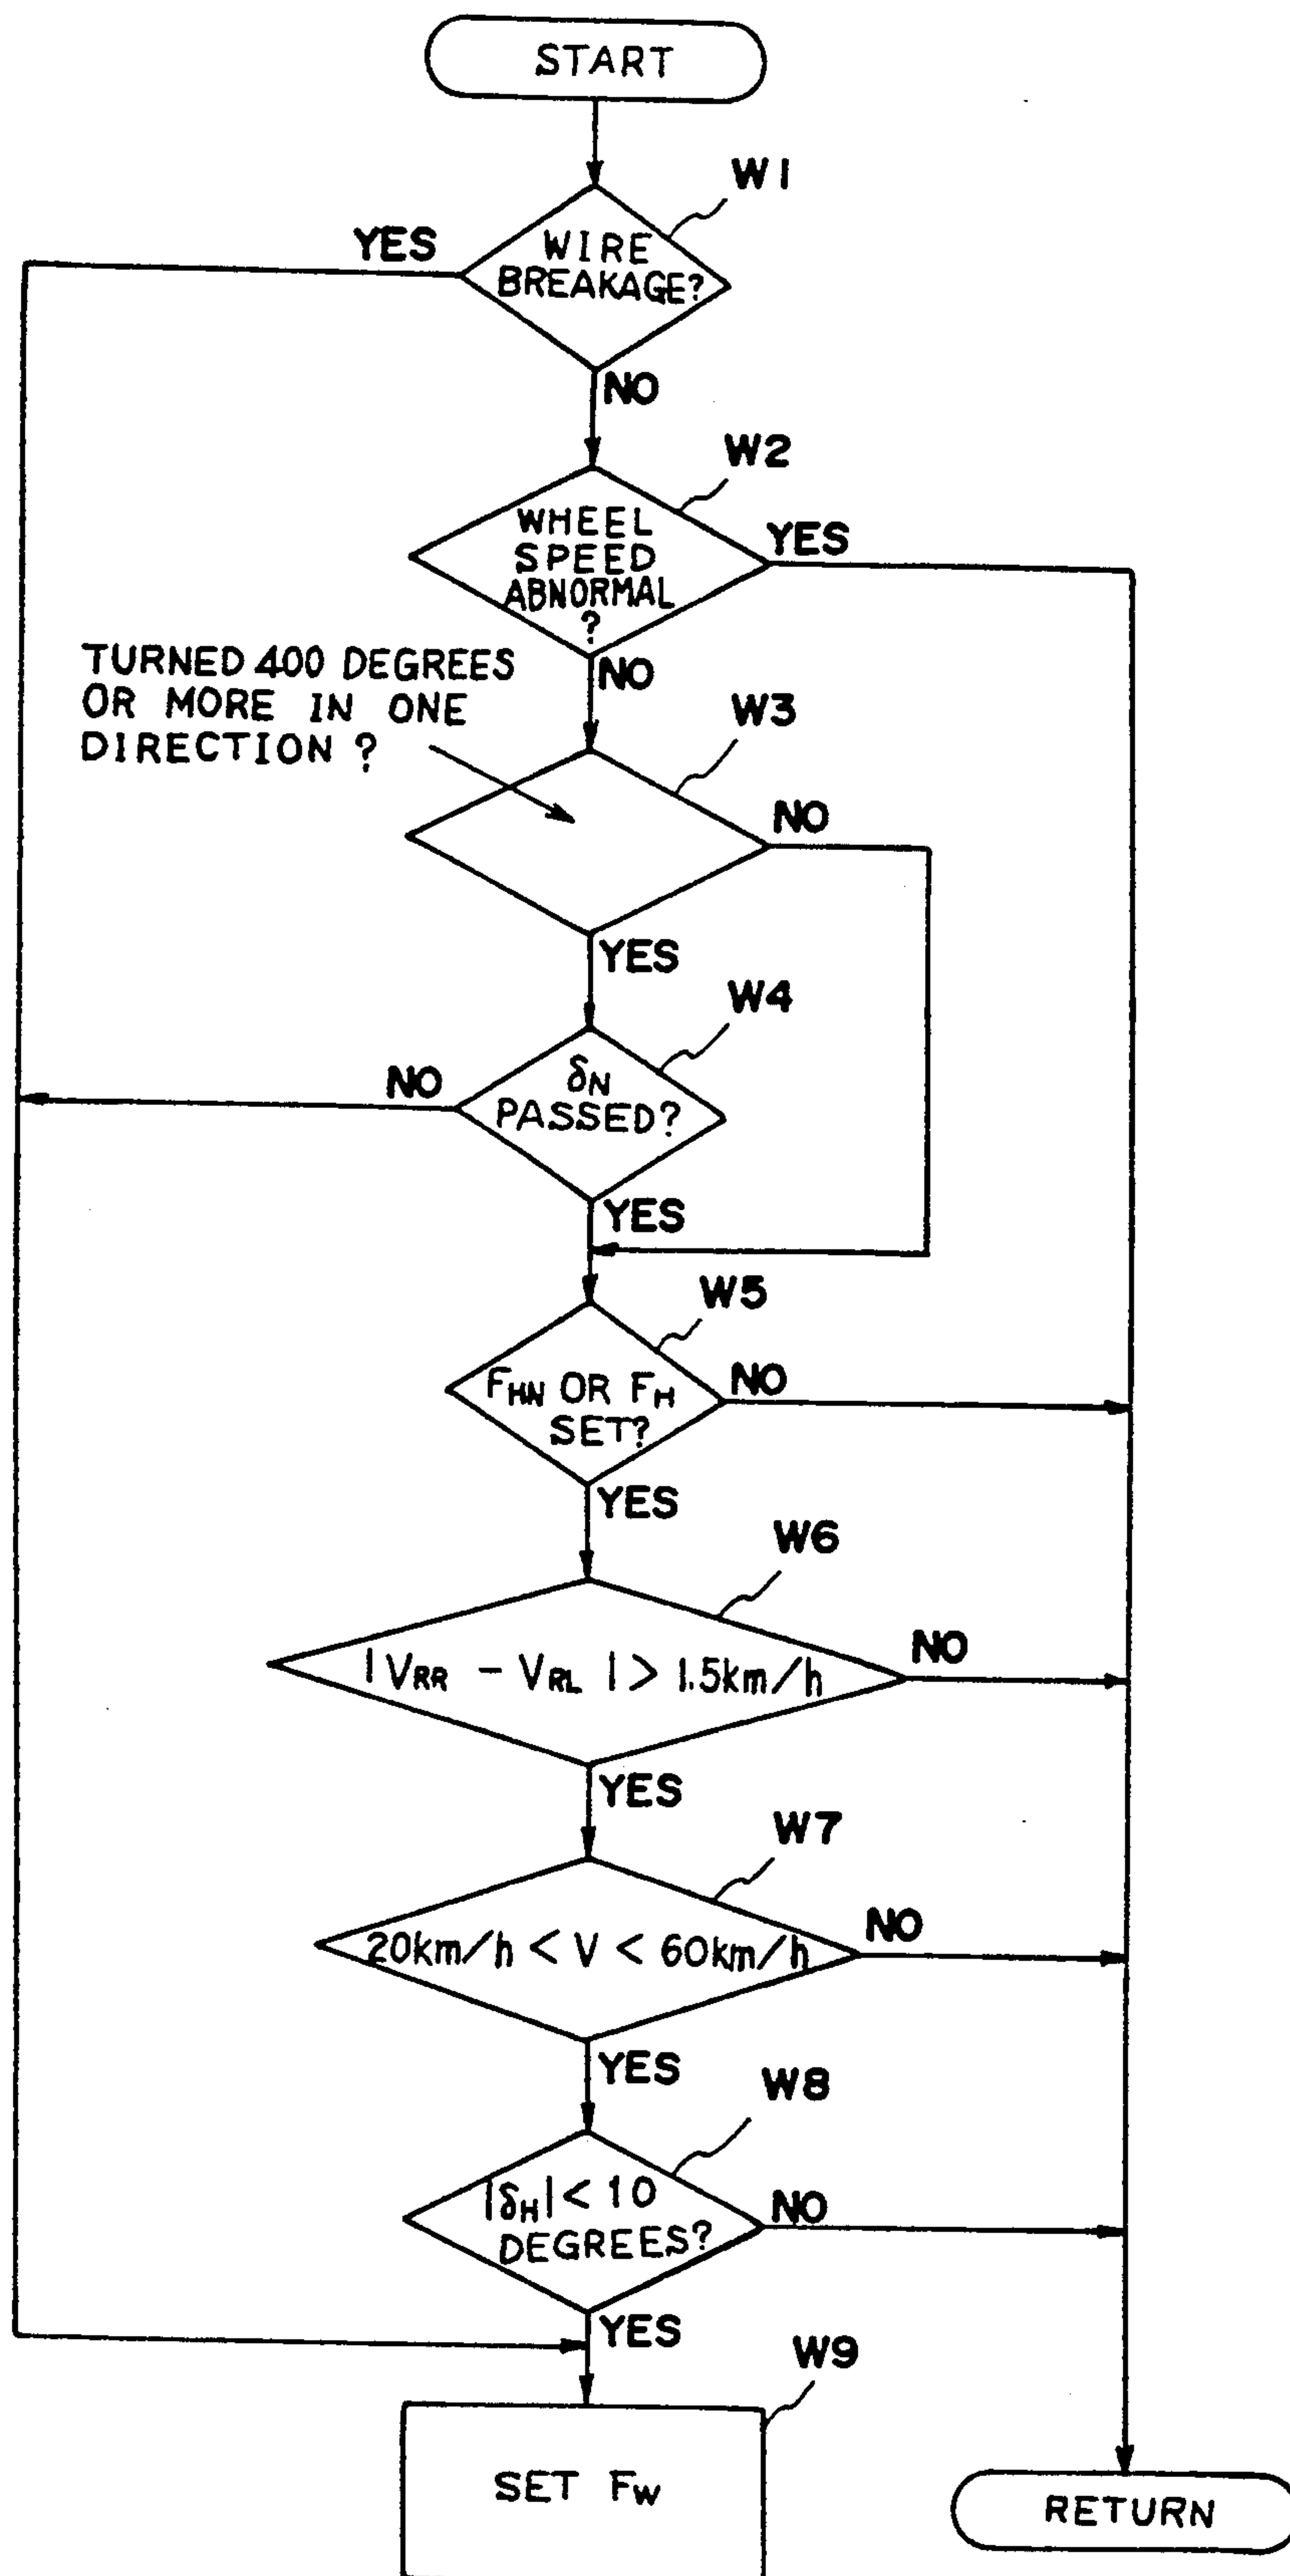 START
W1
YES
WIRE
BREAKAGE?
NO
W2
WHEEL
SPEED
ABNORMAL
?
YES
NO
TURNED 400 DEGREES
OR MORE IN ONE
DIRECTION ?
W3
NO
YES
W4
NO
δN
PASSED?
YES
W5
FHN OR FH
SET?
NO
YES
W6
| VRR - VRL | > 1.5km/h
NO
YES
W7
20km/h < V < 60km/h
NO
YES
W8
|δH| < 10
DEGREES?
NO
YES
W9
SET FW
RETURN